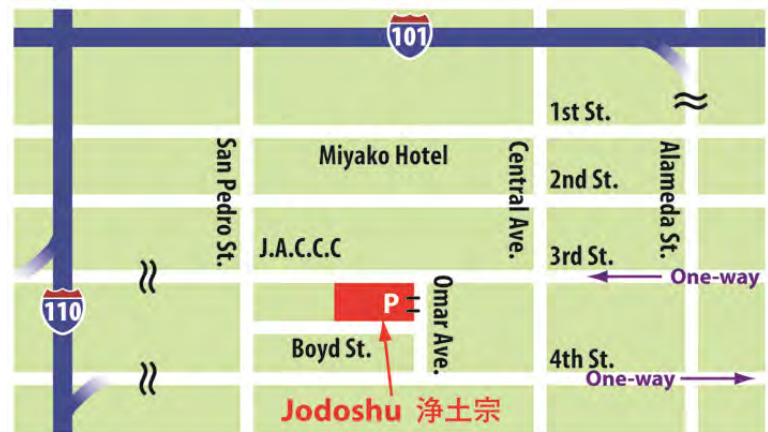 101
1st St.
San Pedro St.
Miyako Hotel
Central Ave.
Alameda St.
2nd St.
J.A.C.C.C
3rd St.
One-way
110
P
Omar Ave.
Boyd St.
4th St.
One-way
Jodoshu 浄土宗